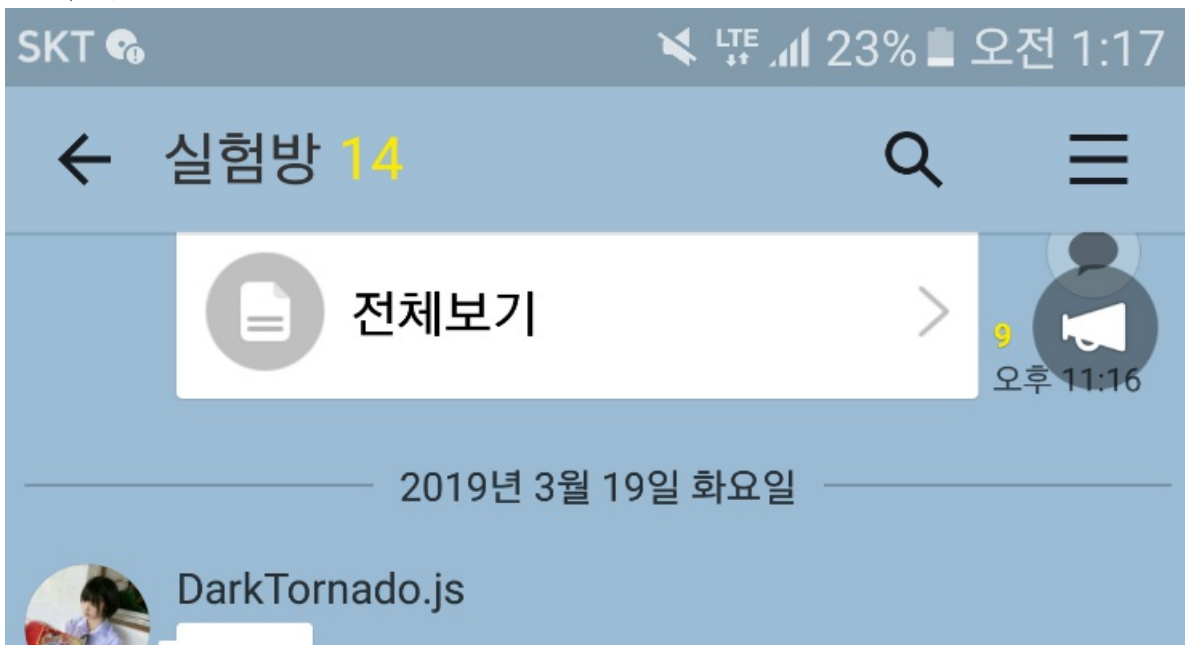 SKT LTE 23% 오전 1:17
실험방 14
전체보기
9
오후 11:16
2019년 3월 19일 화요일
DarkTornado.js